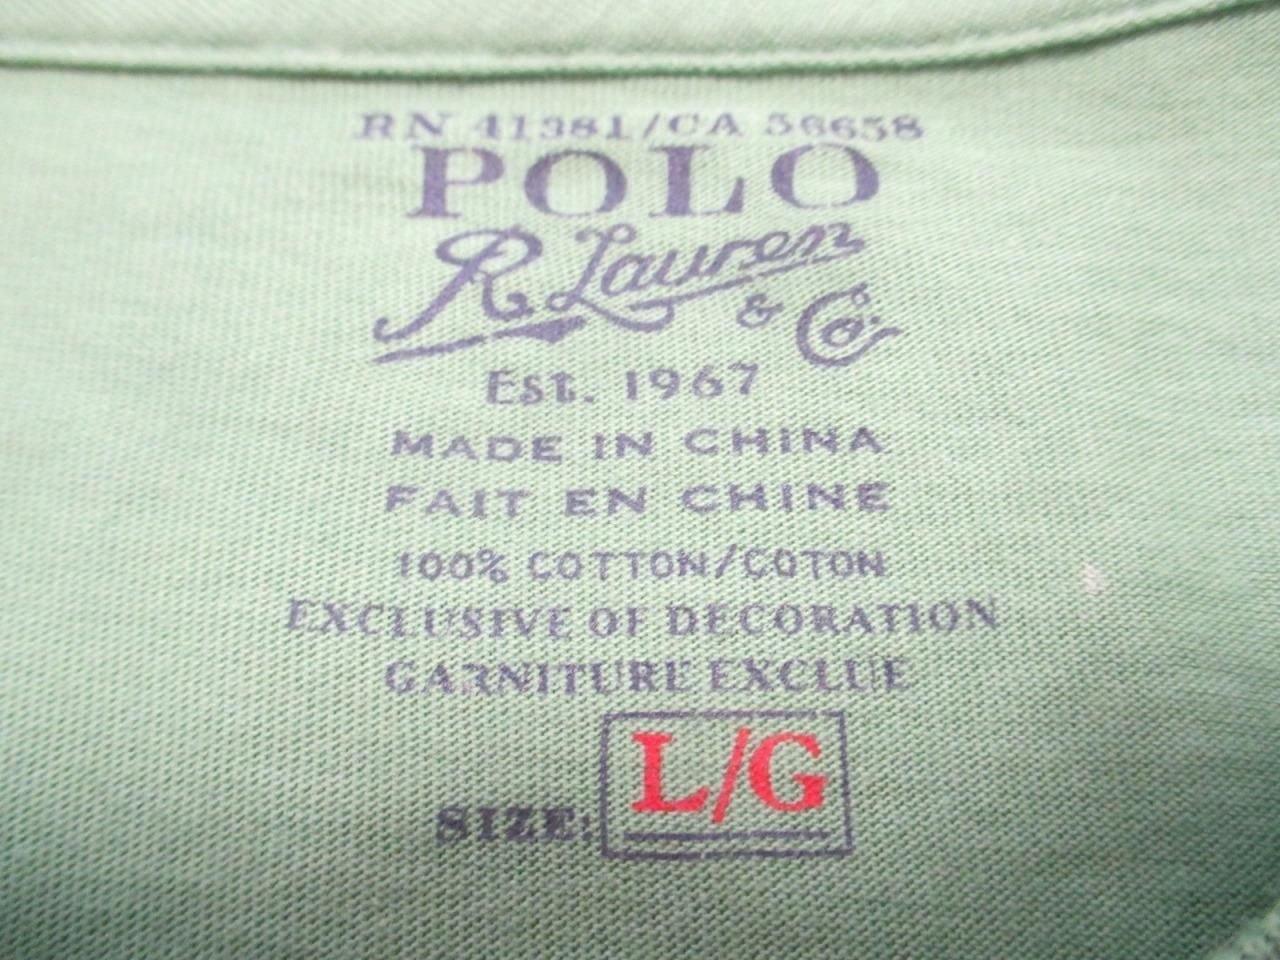 RN 41381/CA 56658
POLO
R. Lauren
& Co.
Est. 1967
MADE IN CHINA
FAIT EN CHINE
100% COTTON/COTON
EXCLUSIVE OF DECORATION
GARNITURE EXCLUE
SIZE: L/G